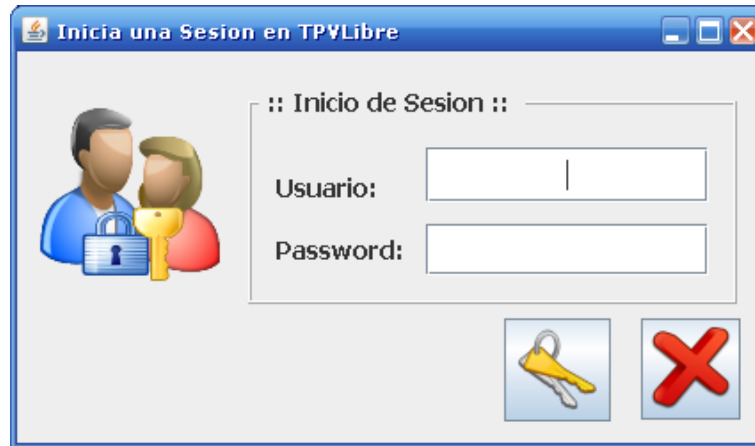 Inicia una Sesion en TPVLibre
:: Inicio de Sesion ::
Usuario:
Password: